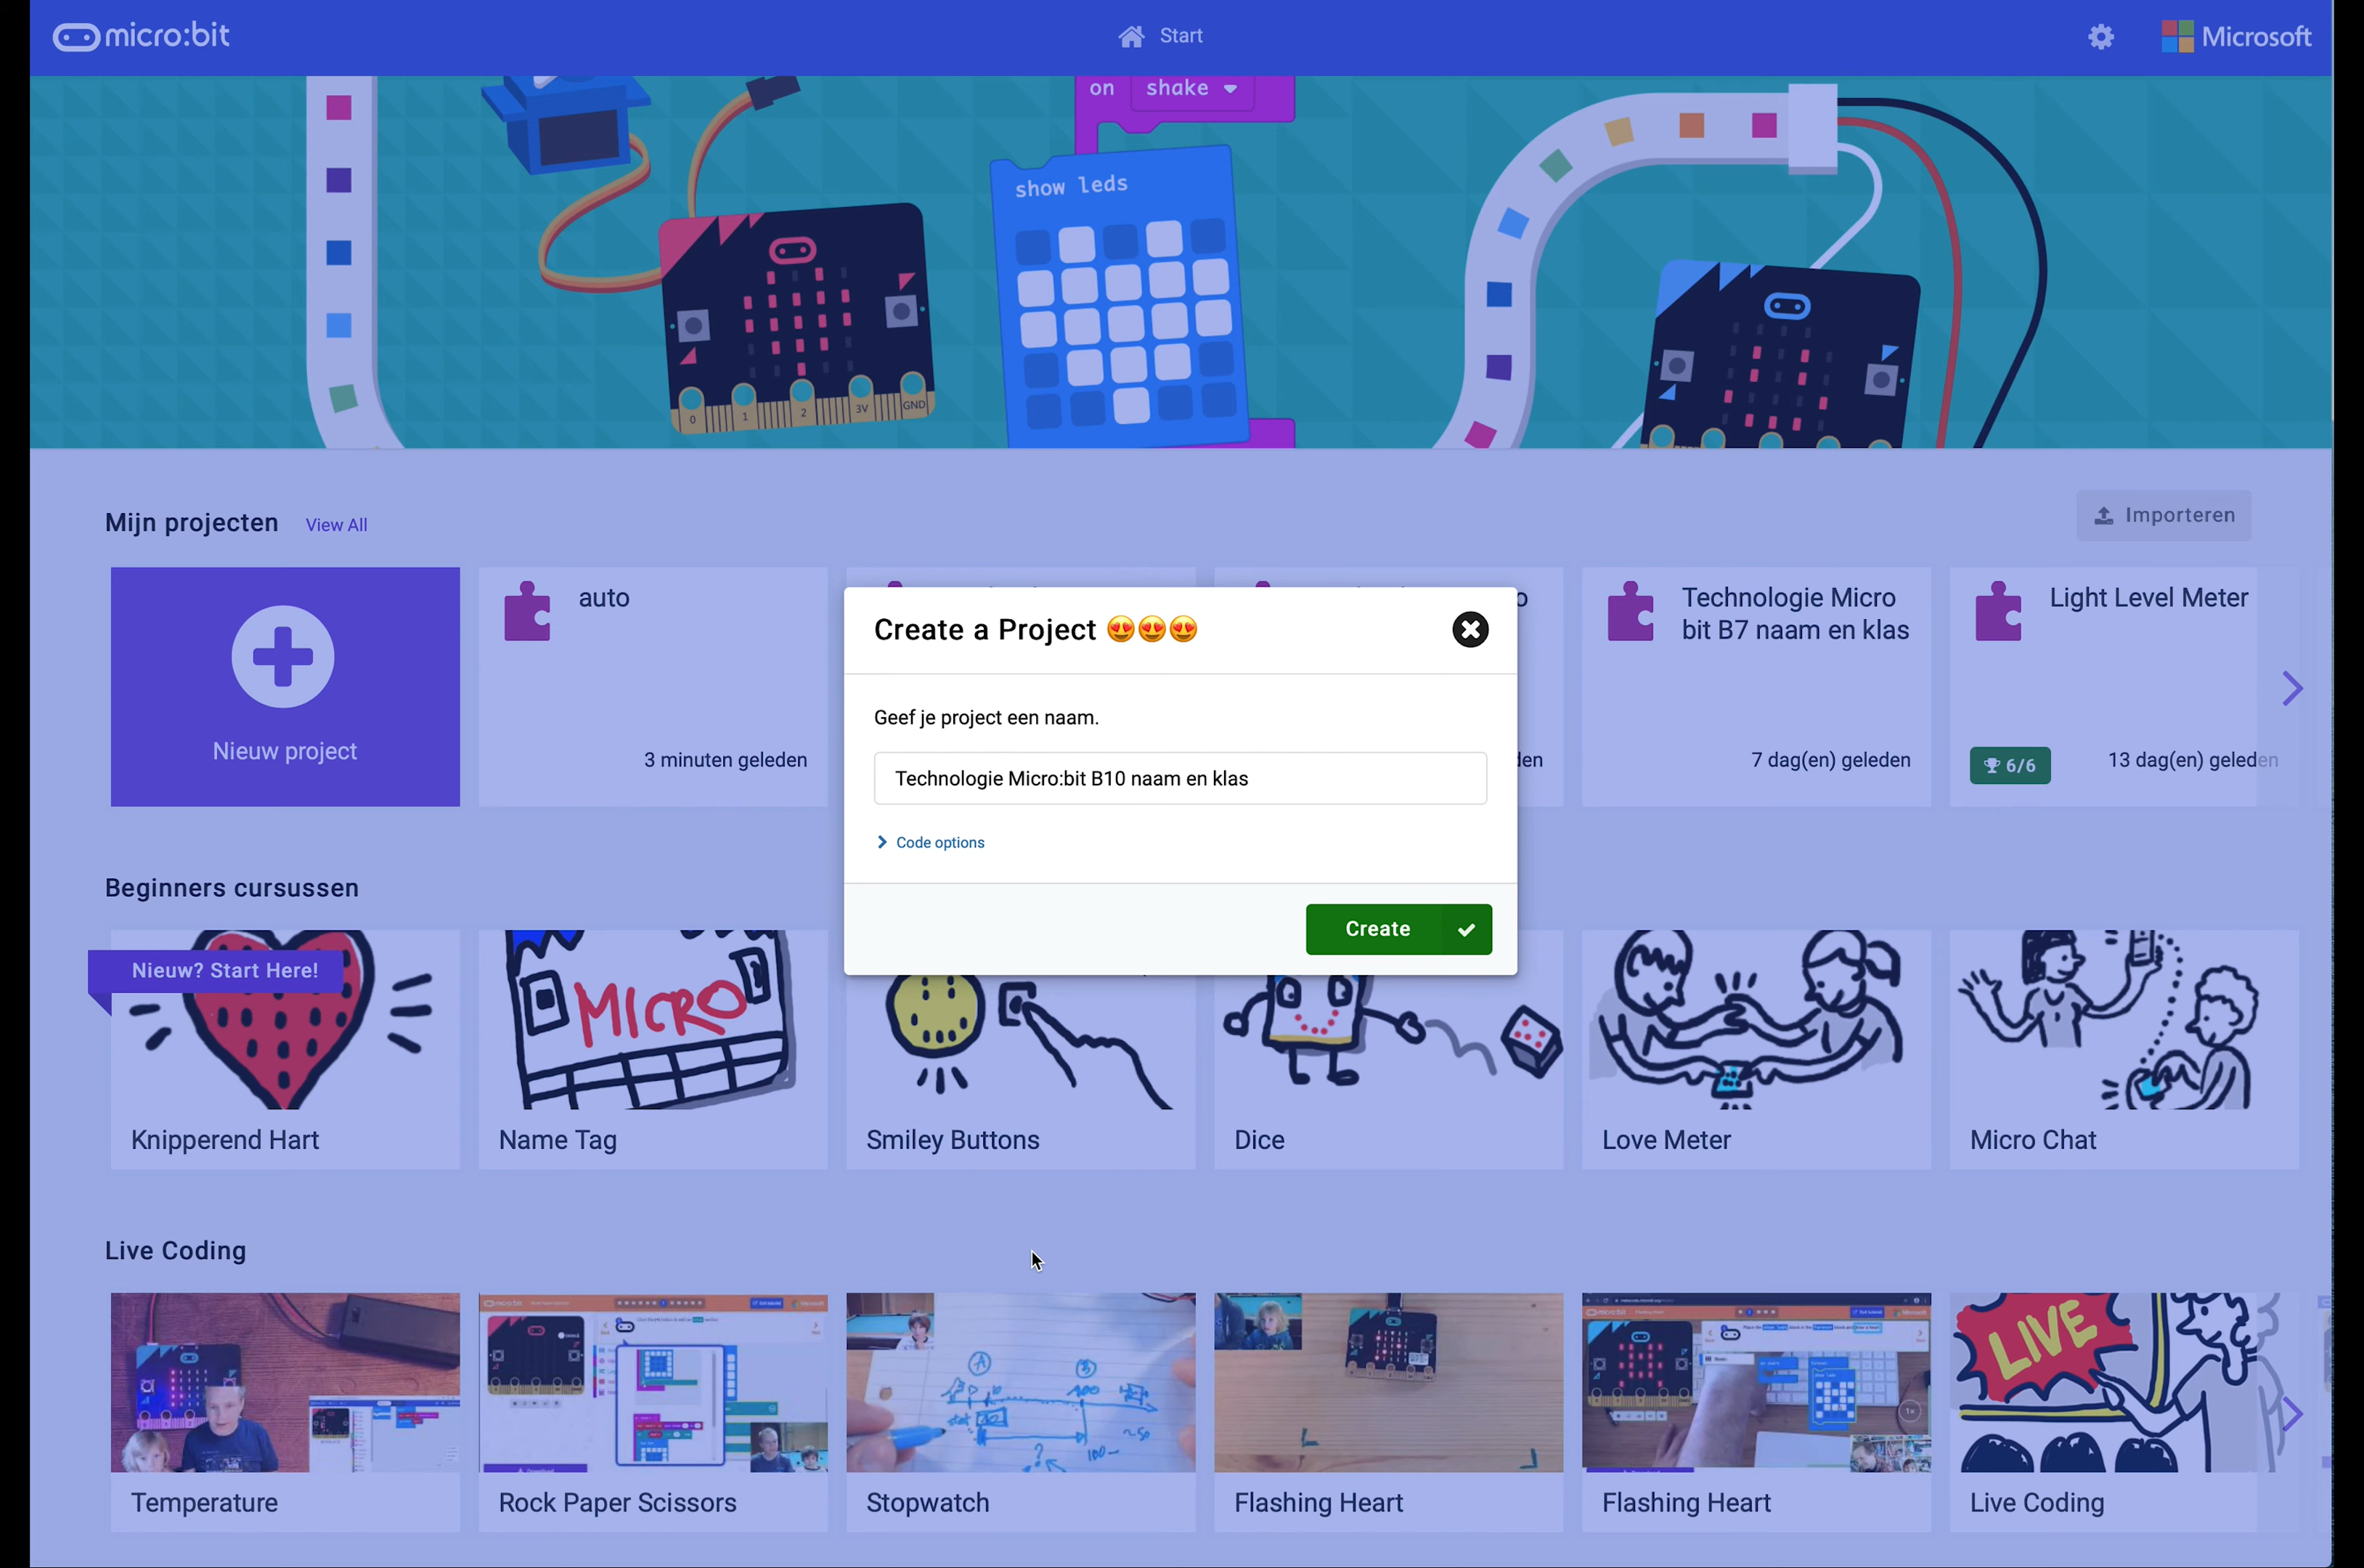 micro:bit
Start
Microsoft
on shake
show leds
0 1 2 3V GND
Mijn projecten View All
Importeren
Nieuw project
auto
3 minuten geleden
Technologie Micro
bit B7 naam en klas
7 dag(en) geleden
Light Level Meter
6/6
13 dag(en) geleden
Create a Project 😍😍😍
Geef je project een naam.
Technologie Micro:bit B10 naam en klas
Code options
Create
Beginners cursussen
Nieuw? Start Here!
MICRO
Knipperend Hart
Name Tag
Smiley Buttons
Dice
Love Meter
Micro Chat
Live Coding
LIVE
Temperature
Rock Paper Scissors
Stopwatch
Flashing Heart
Flashing Heart
Live Coding